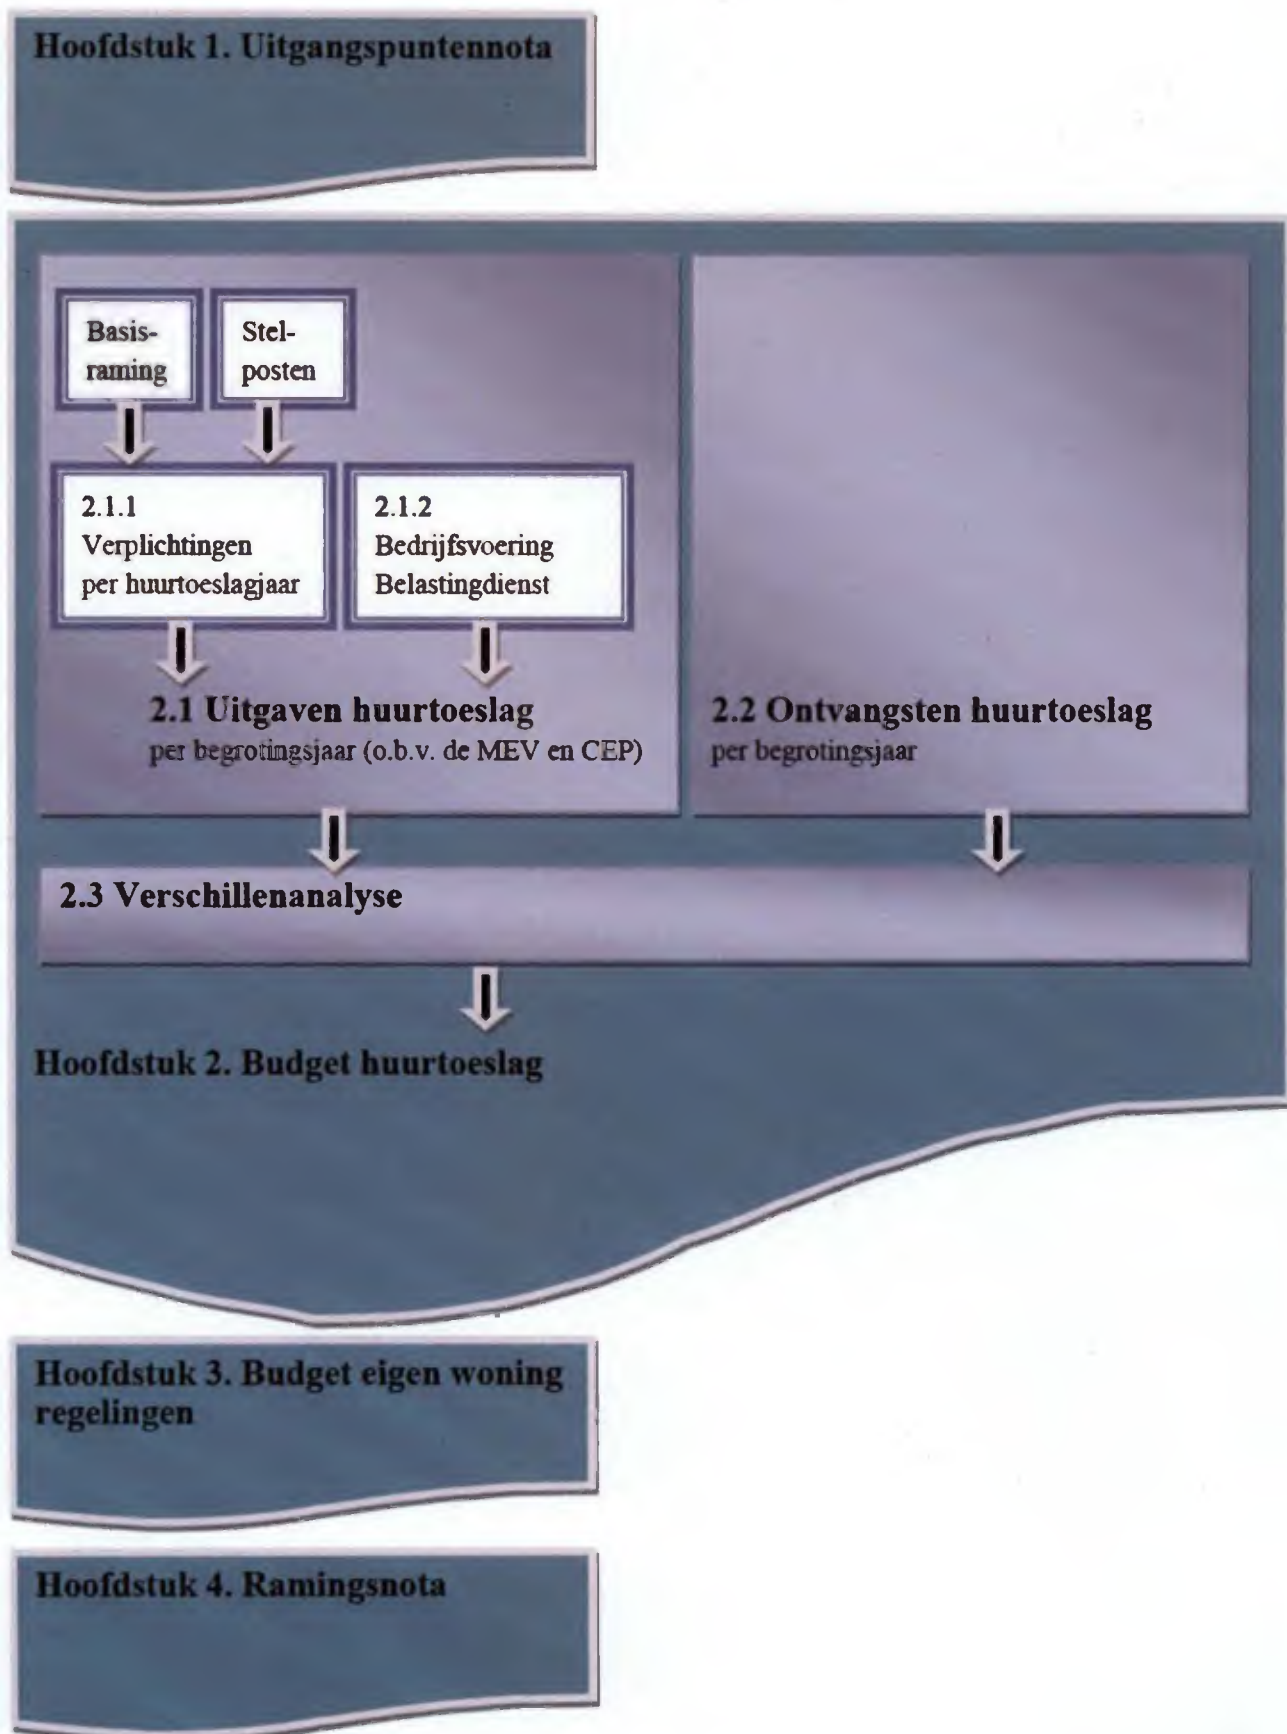 Hoofdstuk 1. Uitgangspuntennota
Basis-
raming
Stel-
posten
2.1.1
Verplichtingen
per huurtoeslagjaar
2.1.2
Bedrijfsvoering
Belastingdienst
2.1 Uitgaven huurtoeslag
per begrotingsjaar (o.b.v. de MEV en CEP)
2.2 Ontvangsten huurtoeslag
per begrotingsjaar
2.3 Verschillenanalyse
Hoofdstuk 2. Budget huurtoeslag
Hoofdstuk 3. Budget eigen woning
regelingen
Hoofdstuk 4. Ramingsnota